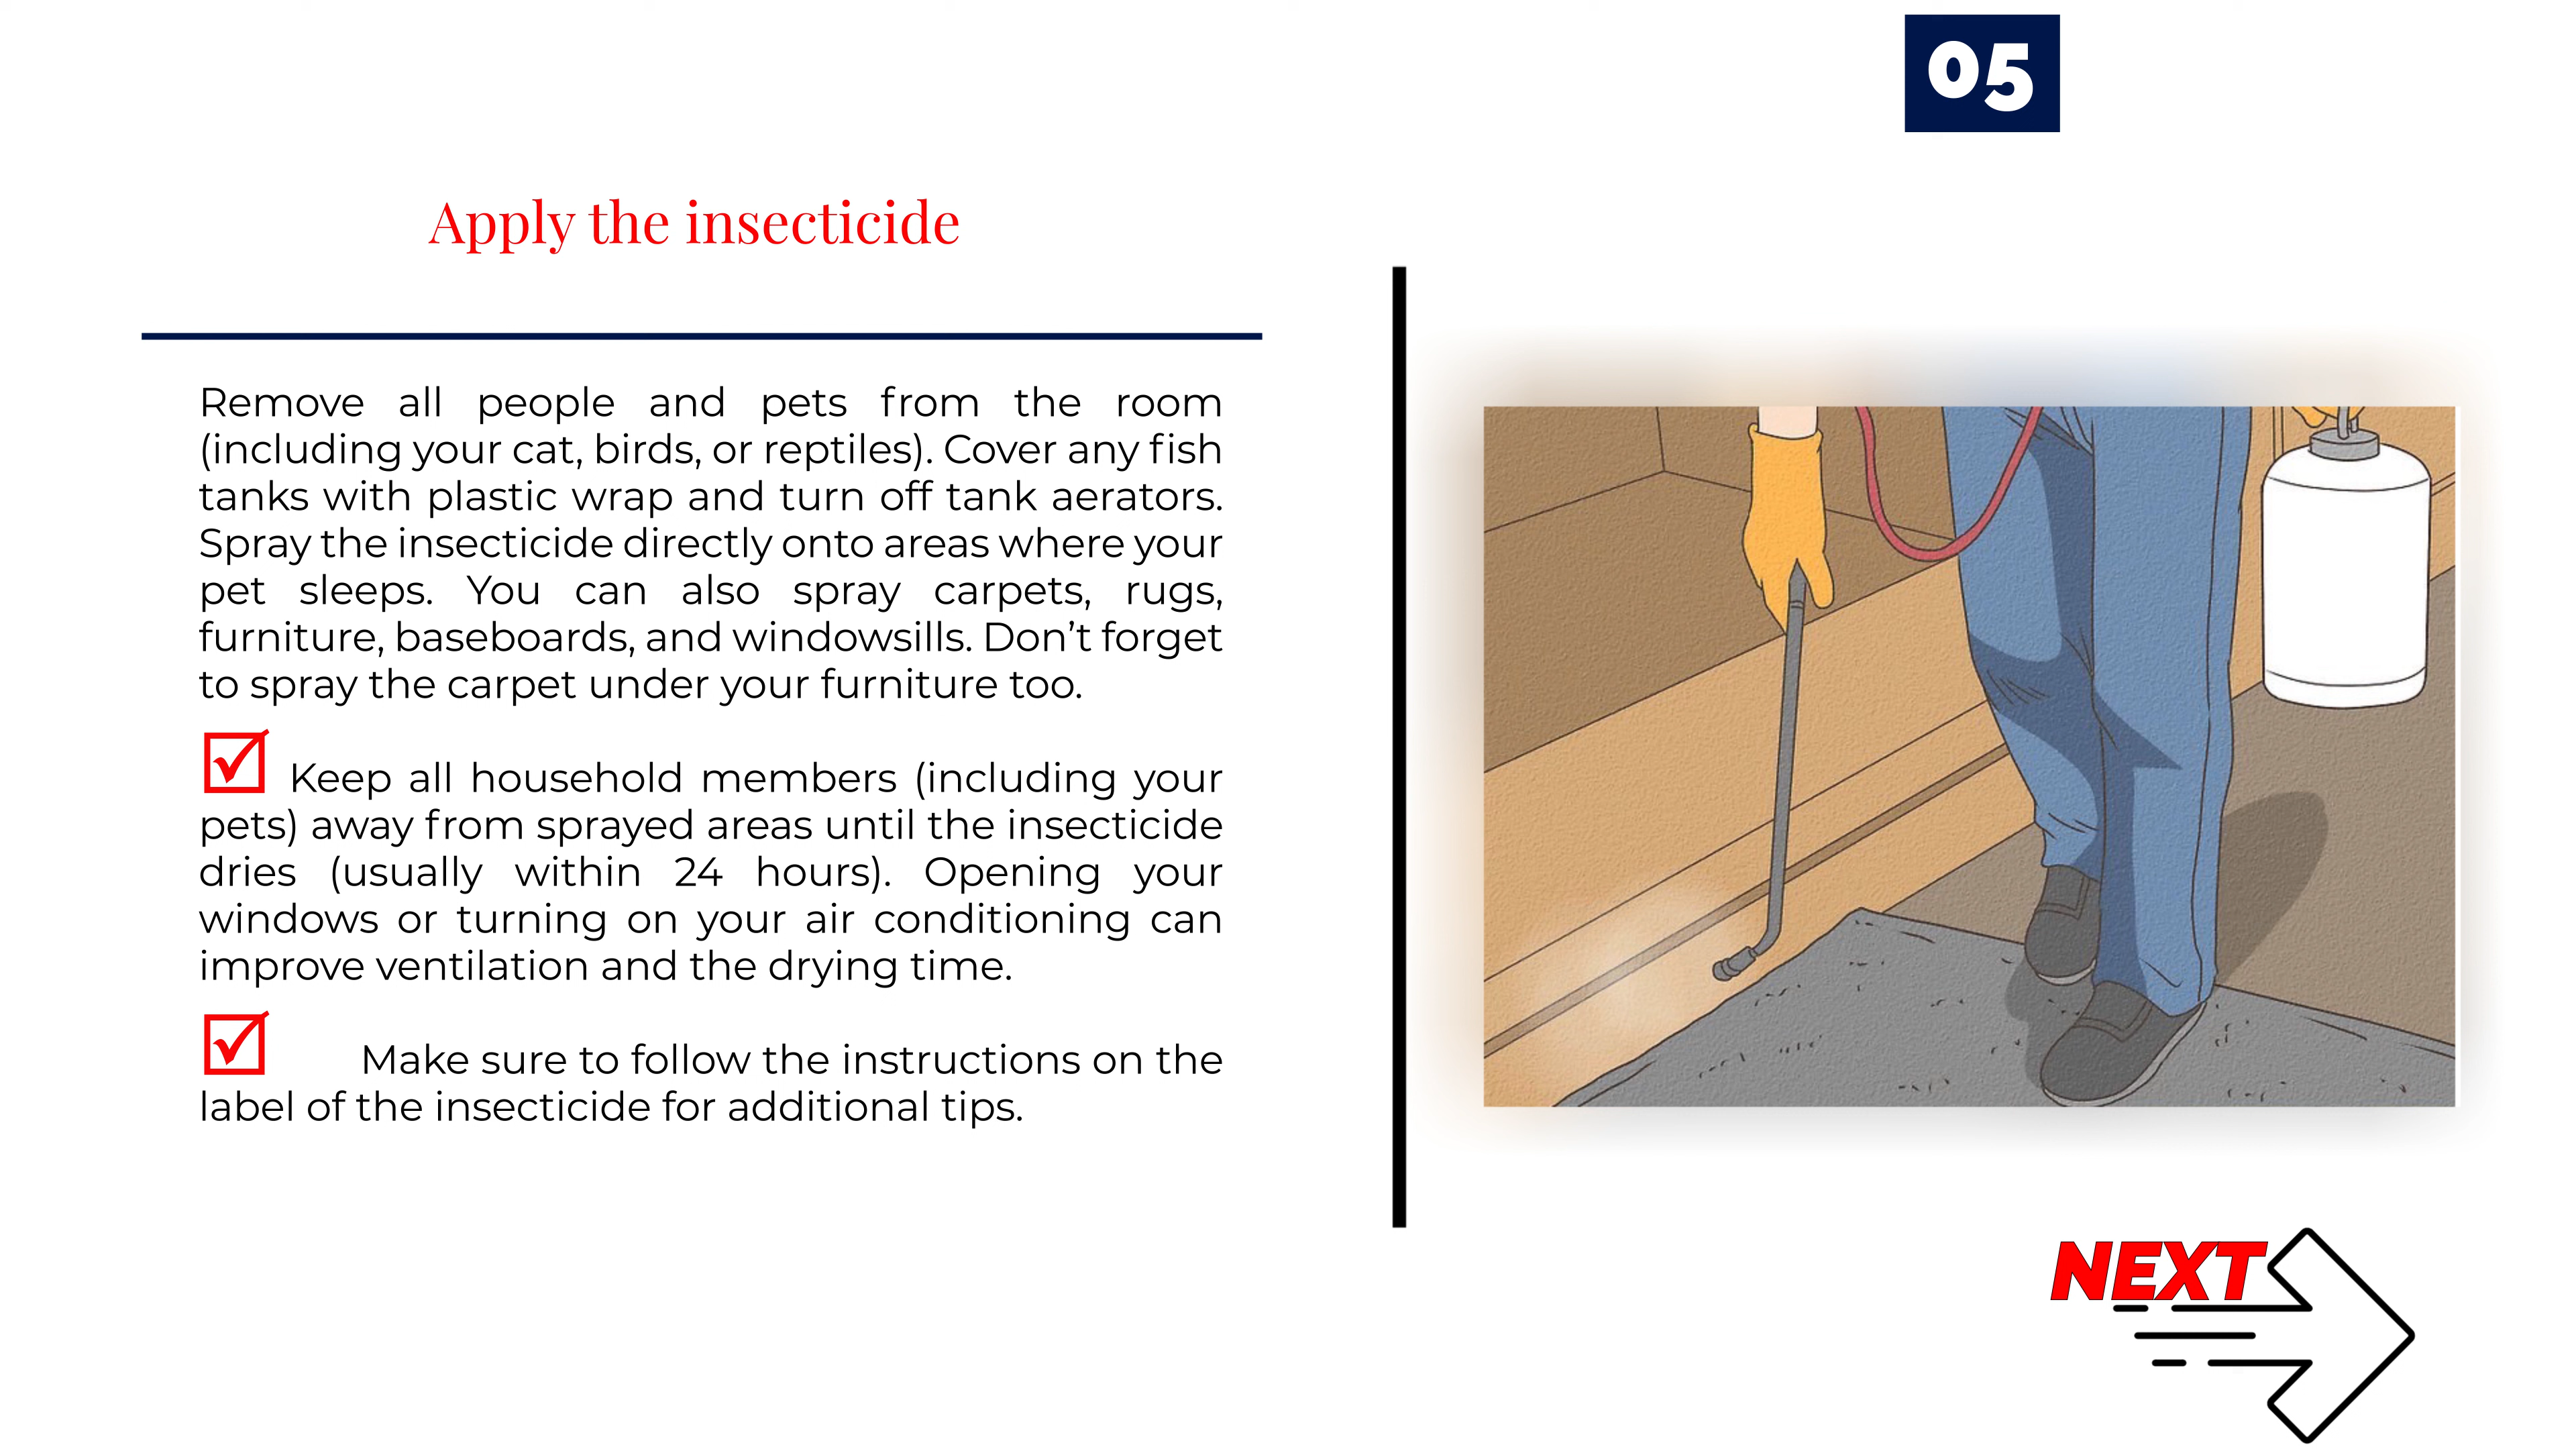 05
Apply the insecticide
Remove all people and pets from the room
(including your cat, birds, or reptiles). Cover any fish
tanks with plastic wrap and turn off tank aerators.
Spray the insecticide directly onto areas where your
pet sleeps. You can also spray carpets, rugs,
furniture, baseboards, and windowsills. Don’t forget
to spray the carpet under your furniture too.
Keep all household members (including your
pets) away from sprayed areas until the insecticide
dries (usually within 24 hours). Opening your
windows or turning on your air conditioning can
improve ventilation and the drying time.
Make sure to follow the instructions on the
label of the insecticide for additional tips.
NEXT